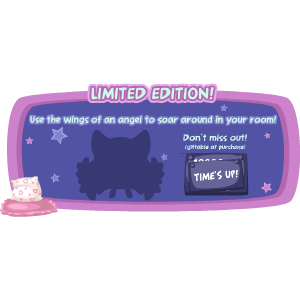 LIMITED EDITION!
Use the wings of an angel to soar around in your room!
Don't miss out!
(giftable at purchase)
TIME'S UP!